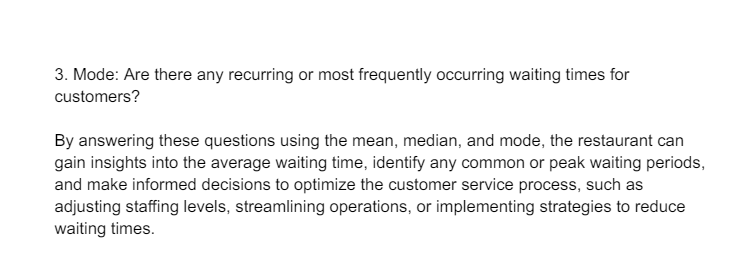 3. Mode: Are there any recurring or most frequently occurring waiting times for
customers?
By answering these questions using the mean, median, and mode, the restaurant can
gain insights into the average waiting time, identify any common or peak waiting periods,
and make informed decisions to optimize the customer service process, such as
adjusting staffing levels, streamlining operations, or implementing strategies to reduce
waiting times.